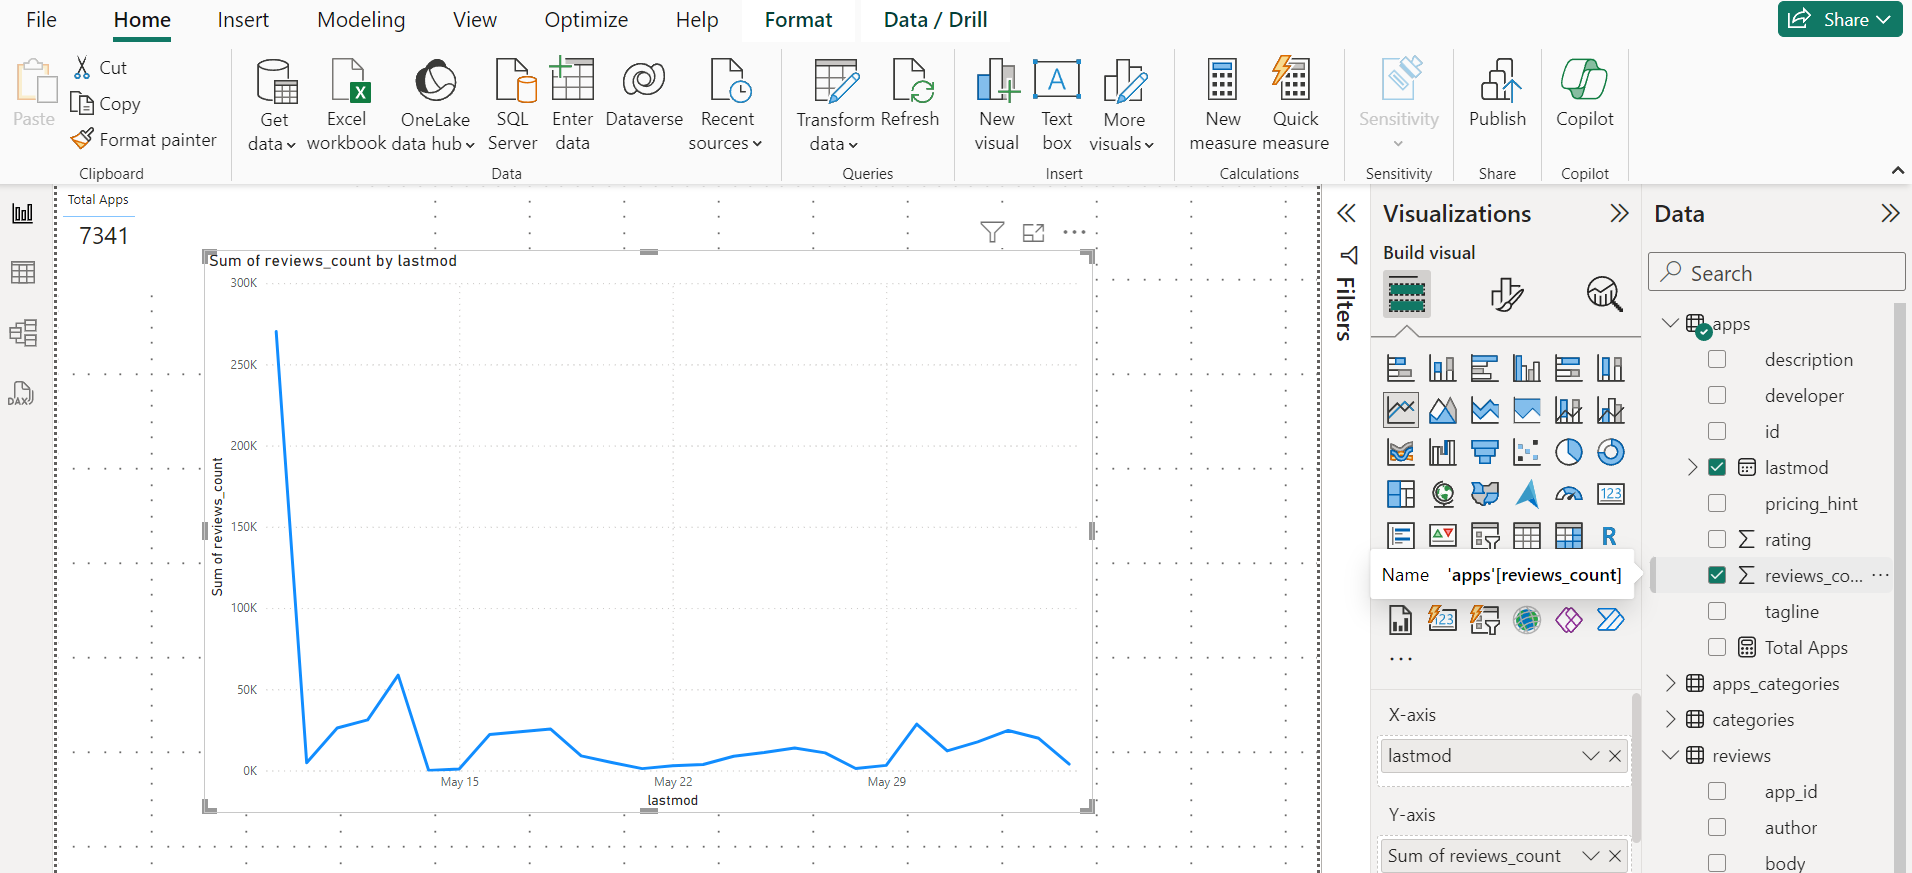 File Home Insert Modeling View Optimize Help Format Data / Drill Share
Paste
Cut
Copy
Format painter
Clipboard
Get data
Excel workbook
OneLake data hub
SQL Server
Enter data
Dataverse
Recent sources
Data
Transform data
Refresh
Queries
New visual
Text box
More visuals
Insert
New measure
Quick measure
Calculations
Sensitivity
Sensitivity
Publish
Share
Copilot
Copilot
DAX
Total Apps
7341
Sum of reviews_count by lastmod
300K
250K
200K
150K
100K
50K
0K
Sum of reviews_count
May 15 May 22 May 29
lastmod
Filters
Visualizations
Build visual
123
R
Name 'apps'[reviews_count]
123
...
X-axis
lastmod
Y-axis
Sum of reviews_count
Data
Search
apps
description
developer
id
lastmod
pricing_hint
rating
reviews_co...
tagline
Total Apps
apps_categories
categories
reviews
app_id
author
body